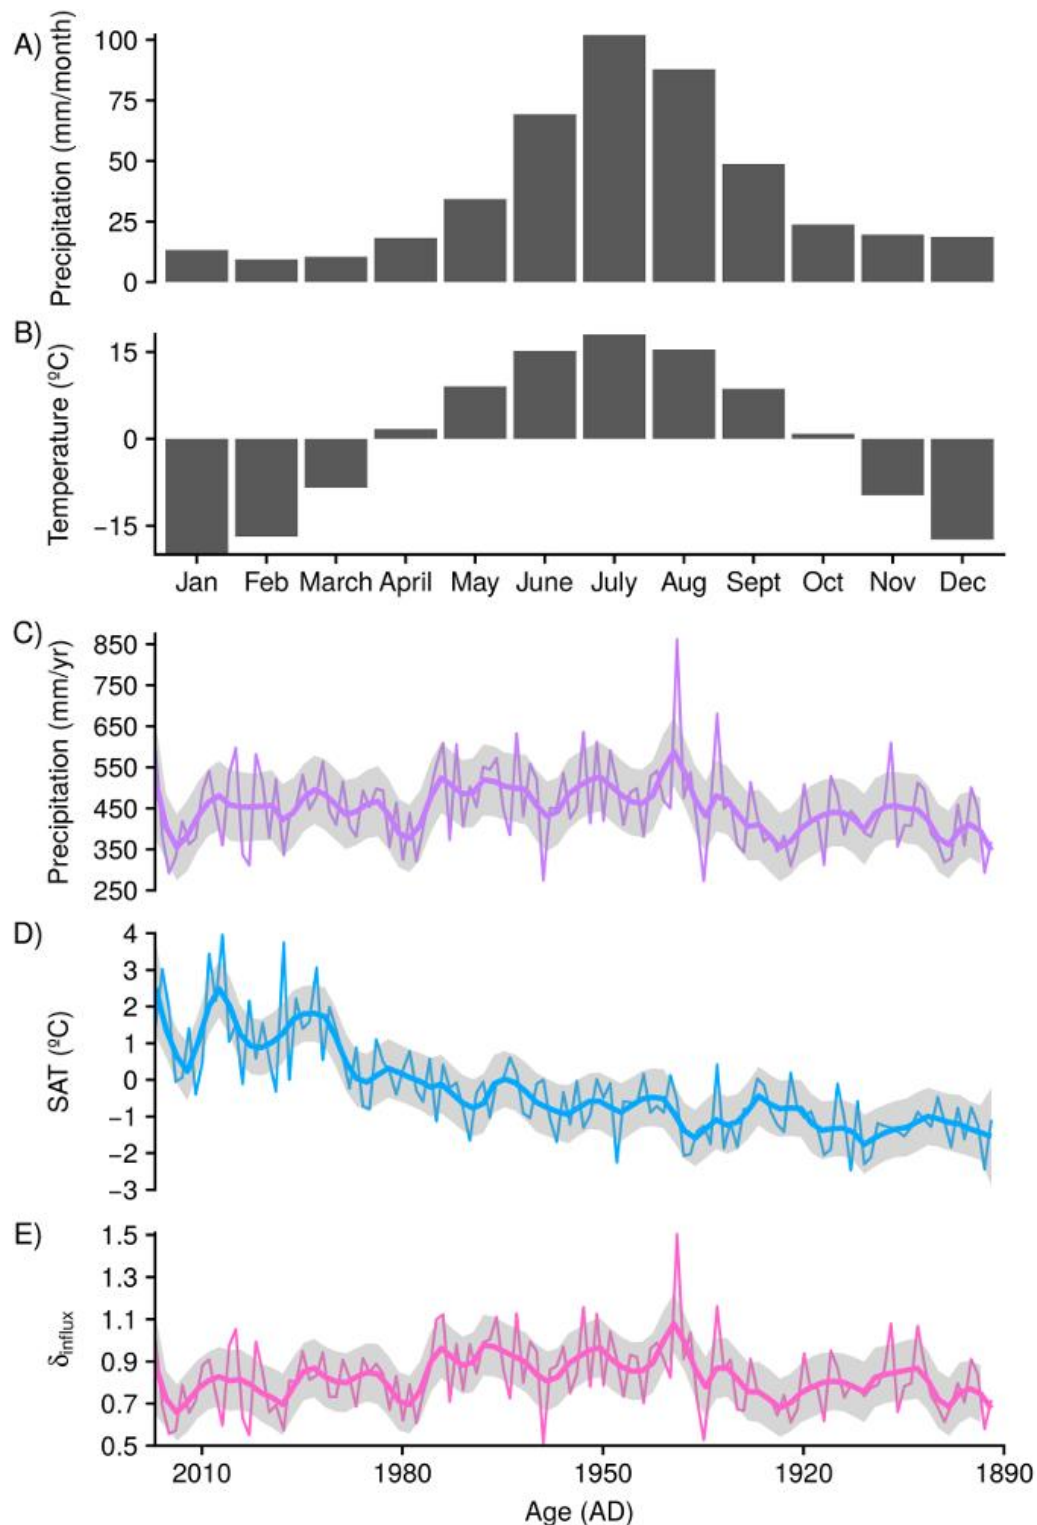 A)
Precipitation (mm/month)
100
75
50
25
0
B)
Temperature (ºC)
15
0
−15
Jan Feb March April May June July Aug Sept Oct Nov Dec
C)
Precipitation (mm/yr)
850
750
650
550
450
350
250
D)
SAT (ºC)
4
3
2
1
0
−1
−2
−3
E)
δinflux
1.5
1.3
1.1
0.9
0.7
0.5
2010 1980 1950 1920 1890
Age (AD)